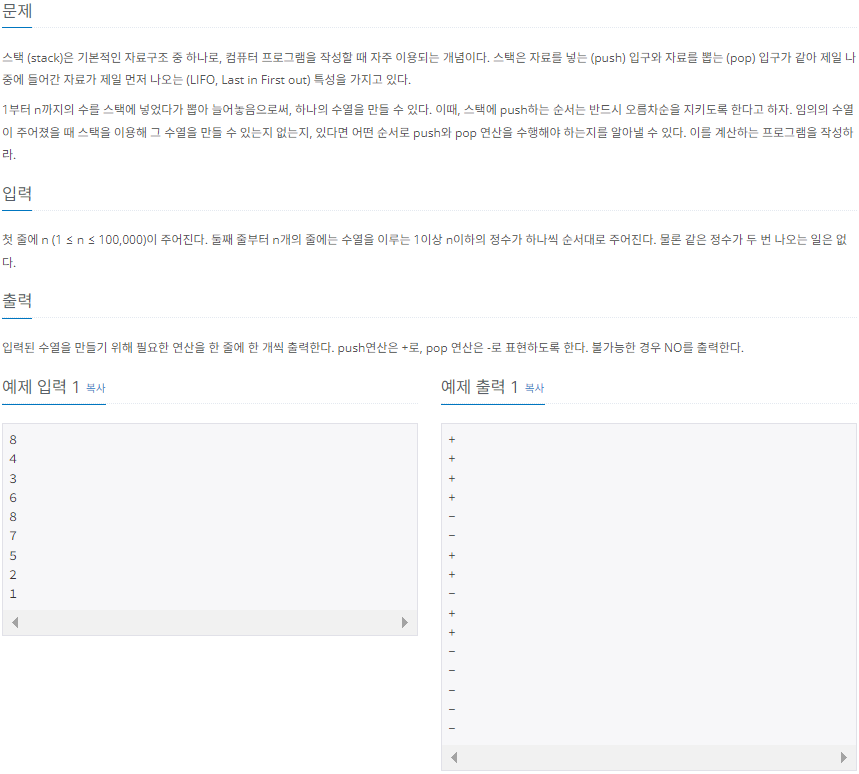 문제
스택 (stack)은 기본적인 자료구조 중 하나로, 컴퓨터 프로그램을 작성할 때 자주 이용되는 개념이다. 스택은 자료를 넣는 (push) 입구와 자료를 뽑는 (pop) 입구가 같아 제일 나
중에 들어간 자료가 제일 먼저 나오는 (LIFO, Last in First out) 특성을 가지고 있다.
1부터 n까지의 수를 스택에 넣었다가 뽑아 늘어놓음으로써, 하나의 수열을 만들 수 있다. 이때, 스택에 push하는 순서는 반드시 오름차순을 지키도록 한다고 하자. 임의의 수열
이 주어졌을 때 스택을 이용해 그 수열을 만들 수 있는지 없는지, 있다면 어떤 순서로 push와 pop 연산을 수행해야 하는지를 알아낼 수 있다. 이를 계산하는 프로그램을 작성하
라.
입력
첫 줄에 n (1 ≤ n ≤ 100,000)이 주어진다. 둘째 줄부터 n개의 줄에는 수열을 이루는 1이상 n이하의 정수가 하나씩 순서대로 주어진다. 물론 같은 정수가 두 번 나오는 일은 없
다.
출력
입력된 수열을 만들기 위해 필요한 연산을 한 줄에 한 개씩 출력한다. push연산은 +로, pop 연산은 -로 표현하도록 한다. 불가능한 경우 NO를 출력한다.
예제 입력 1 복사
8
4
3
6
8
7
5
2
1
예제 출력 1 복사
+
+
+
+
-
-
+
+
-
+
+
-
-
-
-
-